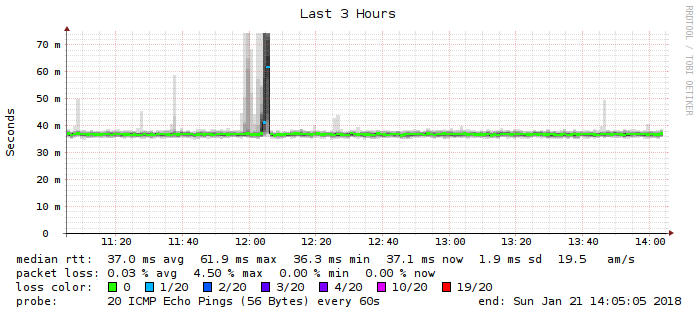 Last 3 Hours
RRDTOOL / TOBI OETIKER
Seconds
70 m
60 m
50 m
40 m
30 m
20 m
10 m
0
11:20 11:40 12:00 12:20 12:40 13:00 13:20 13:40 14:00
median rtt: 37.0 ms avg 61.9 ms max 36.3 ms min 37.1 ms now 1.9 ms sd 19.5 am/s
packet loss: 0.03 % avg 4.50 % max 0.00 % min 0.00 % now
loss color: 0 1/20 2/20 3/20 4/20 10/20 19/20
probe: 20 ICMP Echo Pings (56 Bytes) every 60s end: Sun Jan 21 14:05:05 2018